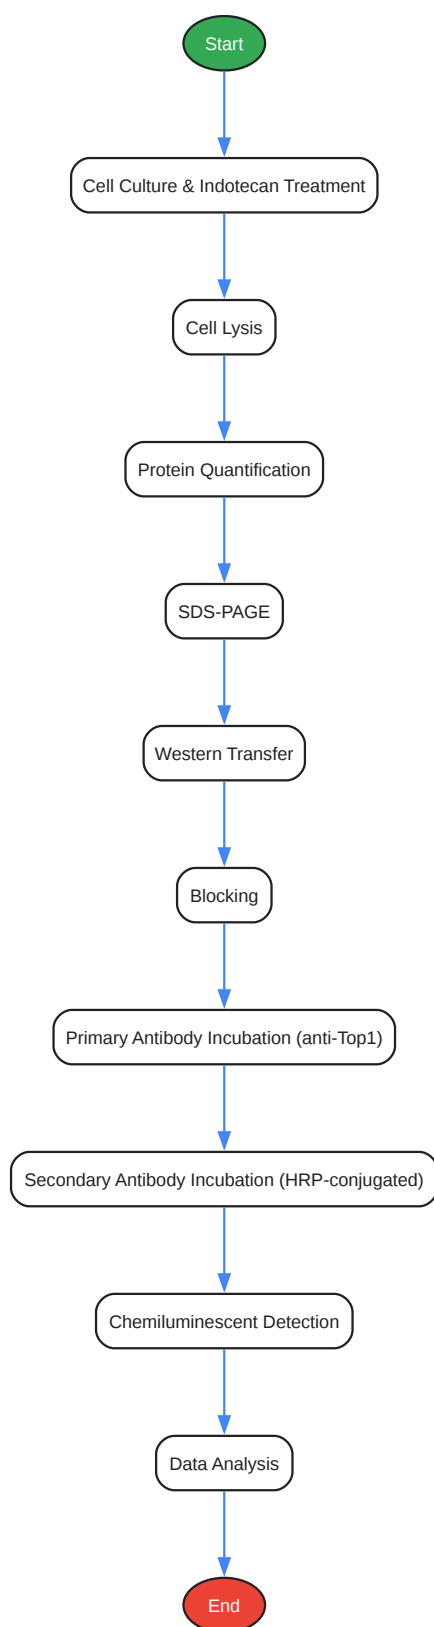 Start
Cell Culture & Indotecan Treatment
Cell Lysis
Protein Quantification
SDS-PAGE
Western Transfer
Blocking
Primary Antibody Incubation (anti-Top1)
Secondary Antibody Incubation (HRP-conjugated)
Chemiluminescent Detection
Data Analysis
End